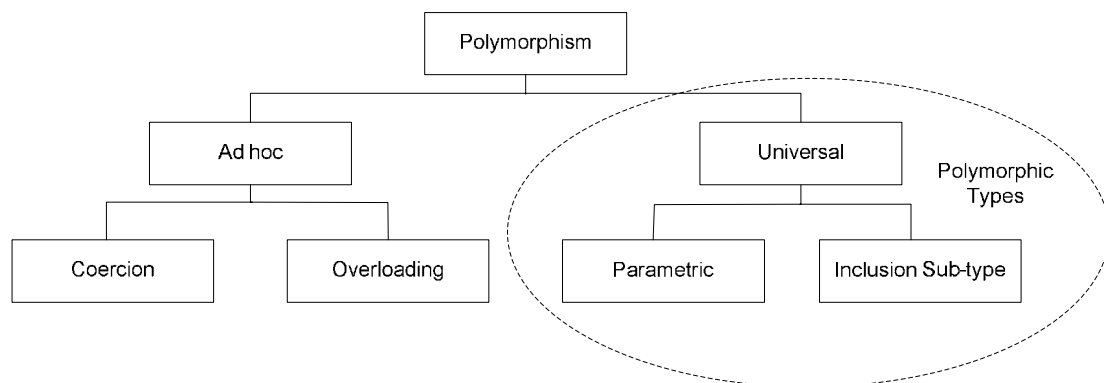 Polymorphism
Ad hoc
Universal
Polymorphic
Types
Coercion
Overloading
Parametric
Inclusion Sub-type